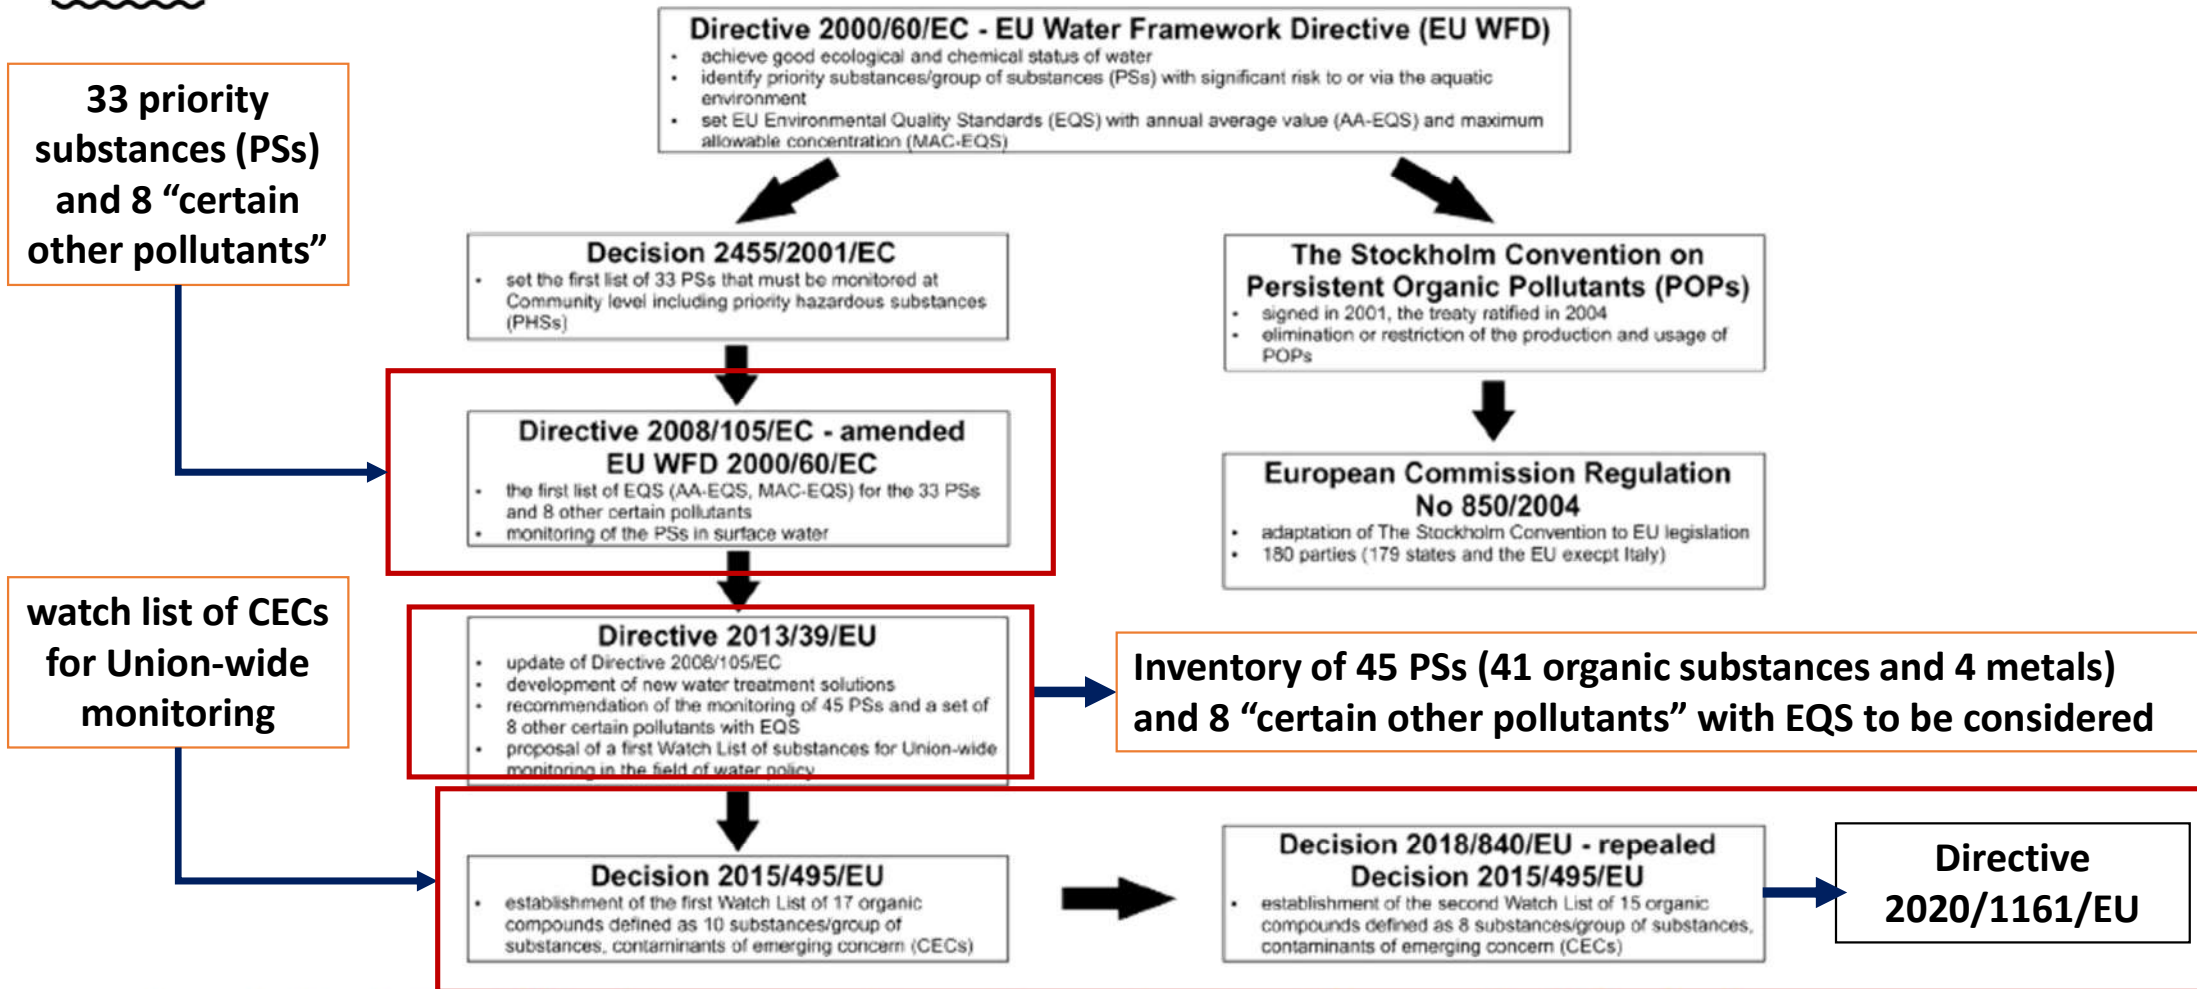 Directive 2000/60/EC - EU Water Framework Directive (EU WFD)
• achieve good ecological and chemical status of water
• identify priority substances/group of substances (PSs) with significant risk to or via the aquatic
environment
• set EU Environmental Quality Standards (EQS) with annual average value (AA-EQS) and maximum
allowable concentration (MAC-EQS)
33 priority
substances (PSs)
and 8 “certain
other pollutants”
Decision 2455/2001/EC
• set the first list of 33 PSs that must be monitored at
Community level including priority hazardous substances
(PHSs)
The Stockholm Convention on
Persistent Organic Pollutants (POPs)
• signed in 2001, the treaty ratified in 2004
• elimination or restriction of the production and usage of
POPs
Directive 2008/105/EC - amended
EU WFD 2000/60/EC
• the first list of EQS (AA-EQS, MAC-EQS) for the 33 PSs
and 8 other certain pollutants
• monitoring of the PSs in surface water
European Commission Regulation
No 850/2004
• adaptation of The Stockholm Convention to EU legislation
• 180 parties (179 states and the EU execpt Italy)
watch list of CECs
for Union-wide
monitoring
Directive 2013/39/EU
• update of Directive 2008/105/EC
• development of new water treatment solutions
• recommendation of the monitoring of 45 PSs and a set of
8 other certain pollutants with EQS
• proposal of a first Watch List of substances for Union-wide
monitoring in the field of water policy
Inventory of 45 PSs (41 organic substances and 4 metals)
and 8 “certain other pollutants” with EQS to be considered
Decision 2015/495/EU
• establishment of the first Watch List of 17 organic
compounds defined as 10 substances/group of
substances, contaminants of emerging concern (CECs)
Decision 2018/840/EU - repealed
Decision 2015/495/EU
• establishment of the second Watch List of 15 organic
compounds defined as 8 substances/group of substances,
contaminants of emerging concern (CECs)
Directive
2020/1161/EU